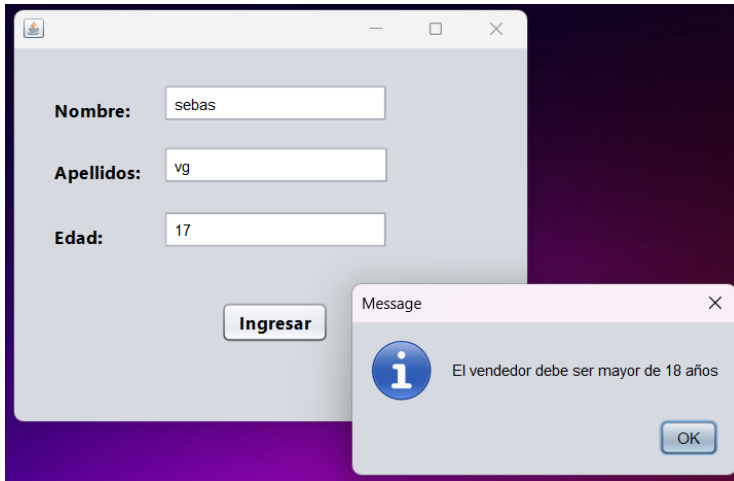 Nombre:
sebas
Apellidos:
vg
Edad:
17
Ingresar
Message
El vendedor debe ser mayor de 18 años
OK